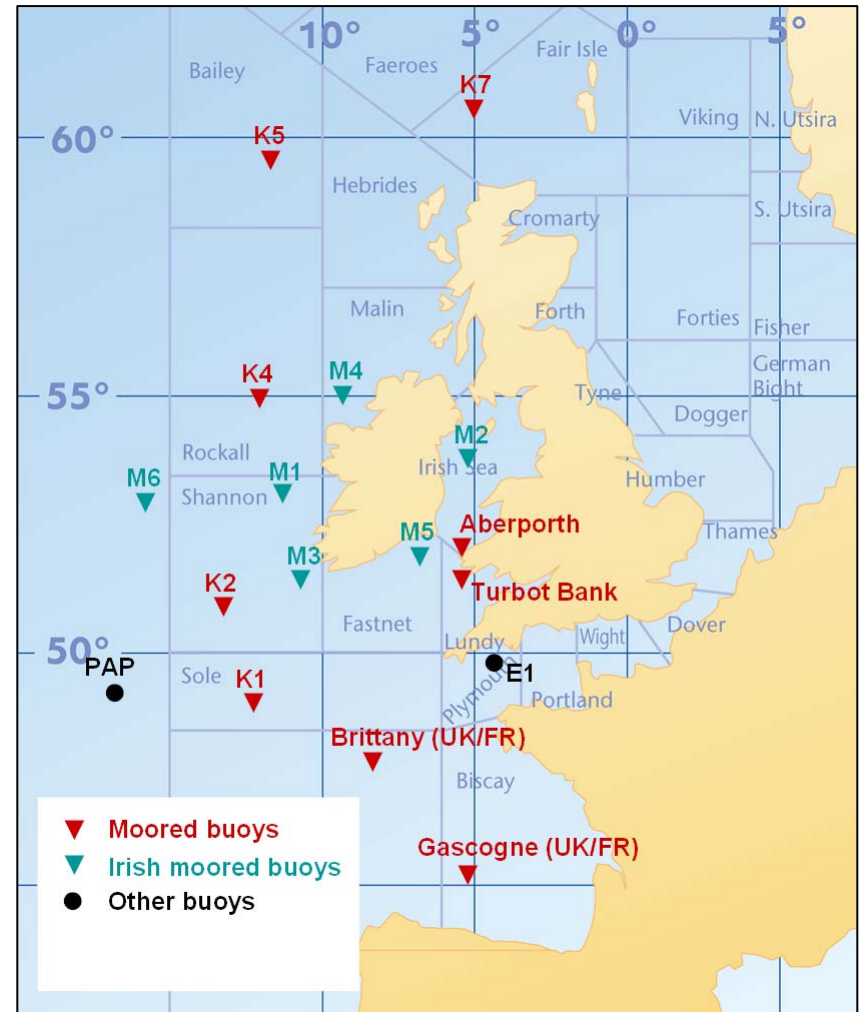 10°
5°
0°
5°
Fair Isle
Faeroes
Bailey
K7
Viking
N. Utsira
60°
K5
Hebrides
S. Utsira
Cromarty
Malin
Forth
Forties
Fisher
German
Bight
M4
K4
55°
Tyne
Dogger
M2
Rockall
Irish Sea
M6
M1
Humber
Shannon
Aberporth
M5
Thames
M3
K2
Turbot Bank
Fastnet
Dover
Wight
Lundy
50°
PAP
E1
Sole
K1
Plymouth
Portland
Brittany (UK/FR)
Biscay
Gascogne (UK/FR)
Moored buoys
Irish moored buoys
Other buoys